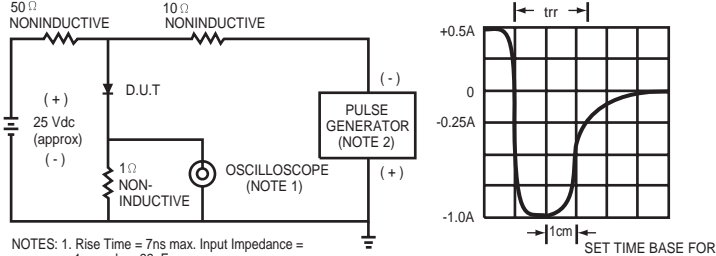 50 Ω
NONINDUCTIVE
10 Ω
NONINDUCTIVE
(+)
25 Vdc
(approx)
(-)
D.U.T
1 Ω
NON-
INDUCTIVE
OSCILLOSCOPE
(NOTE 1)
(-)
PULSE
GENERATOR
(NOTE 2)
(+)
trr
+0.5A
0
-0.25A
-1.0A
1cm
SET TIME BASE FOR
NOTES: 1. Rise Time = 7ns max. Input Impedance =